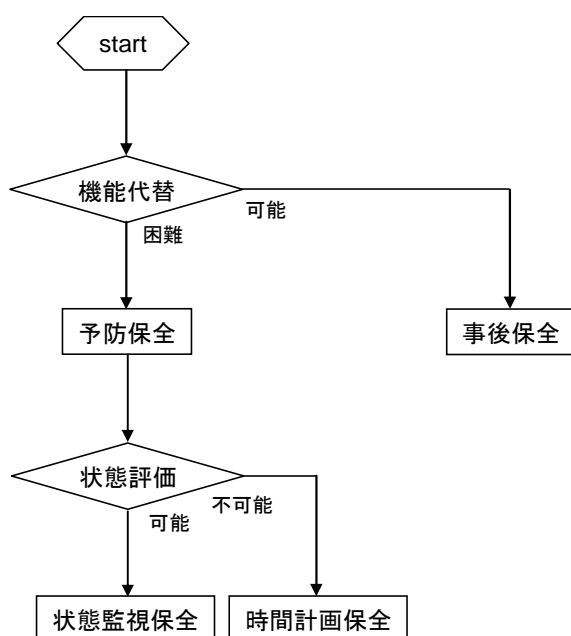 start
機能代替
可能
困難
予防保全
事後保全
状態評価
不可能
可能
状態監視保全
時間計画保全